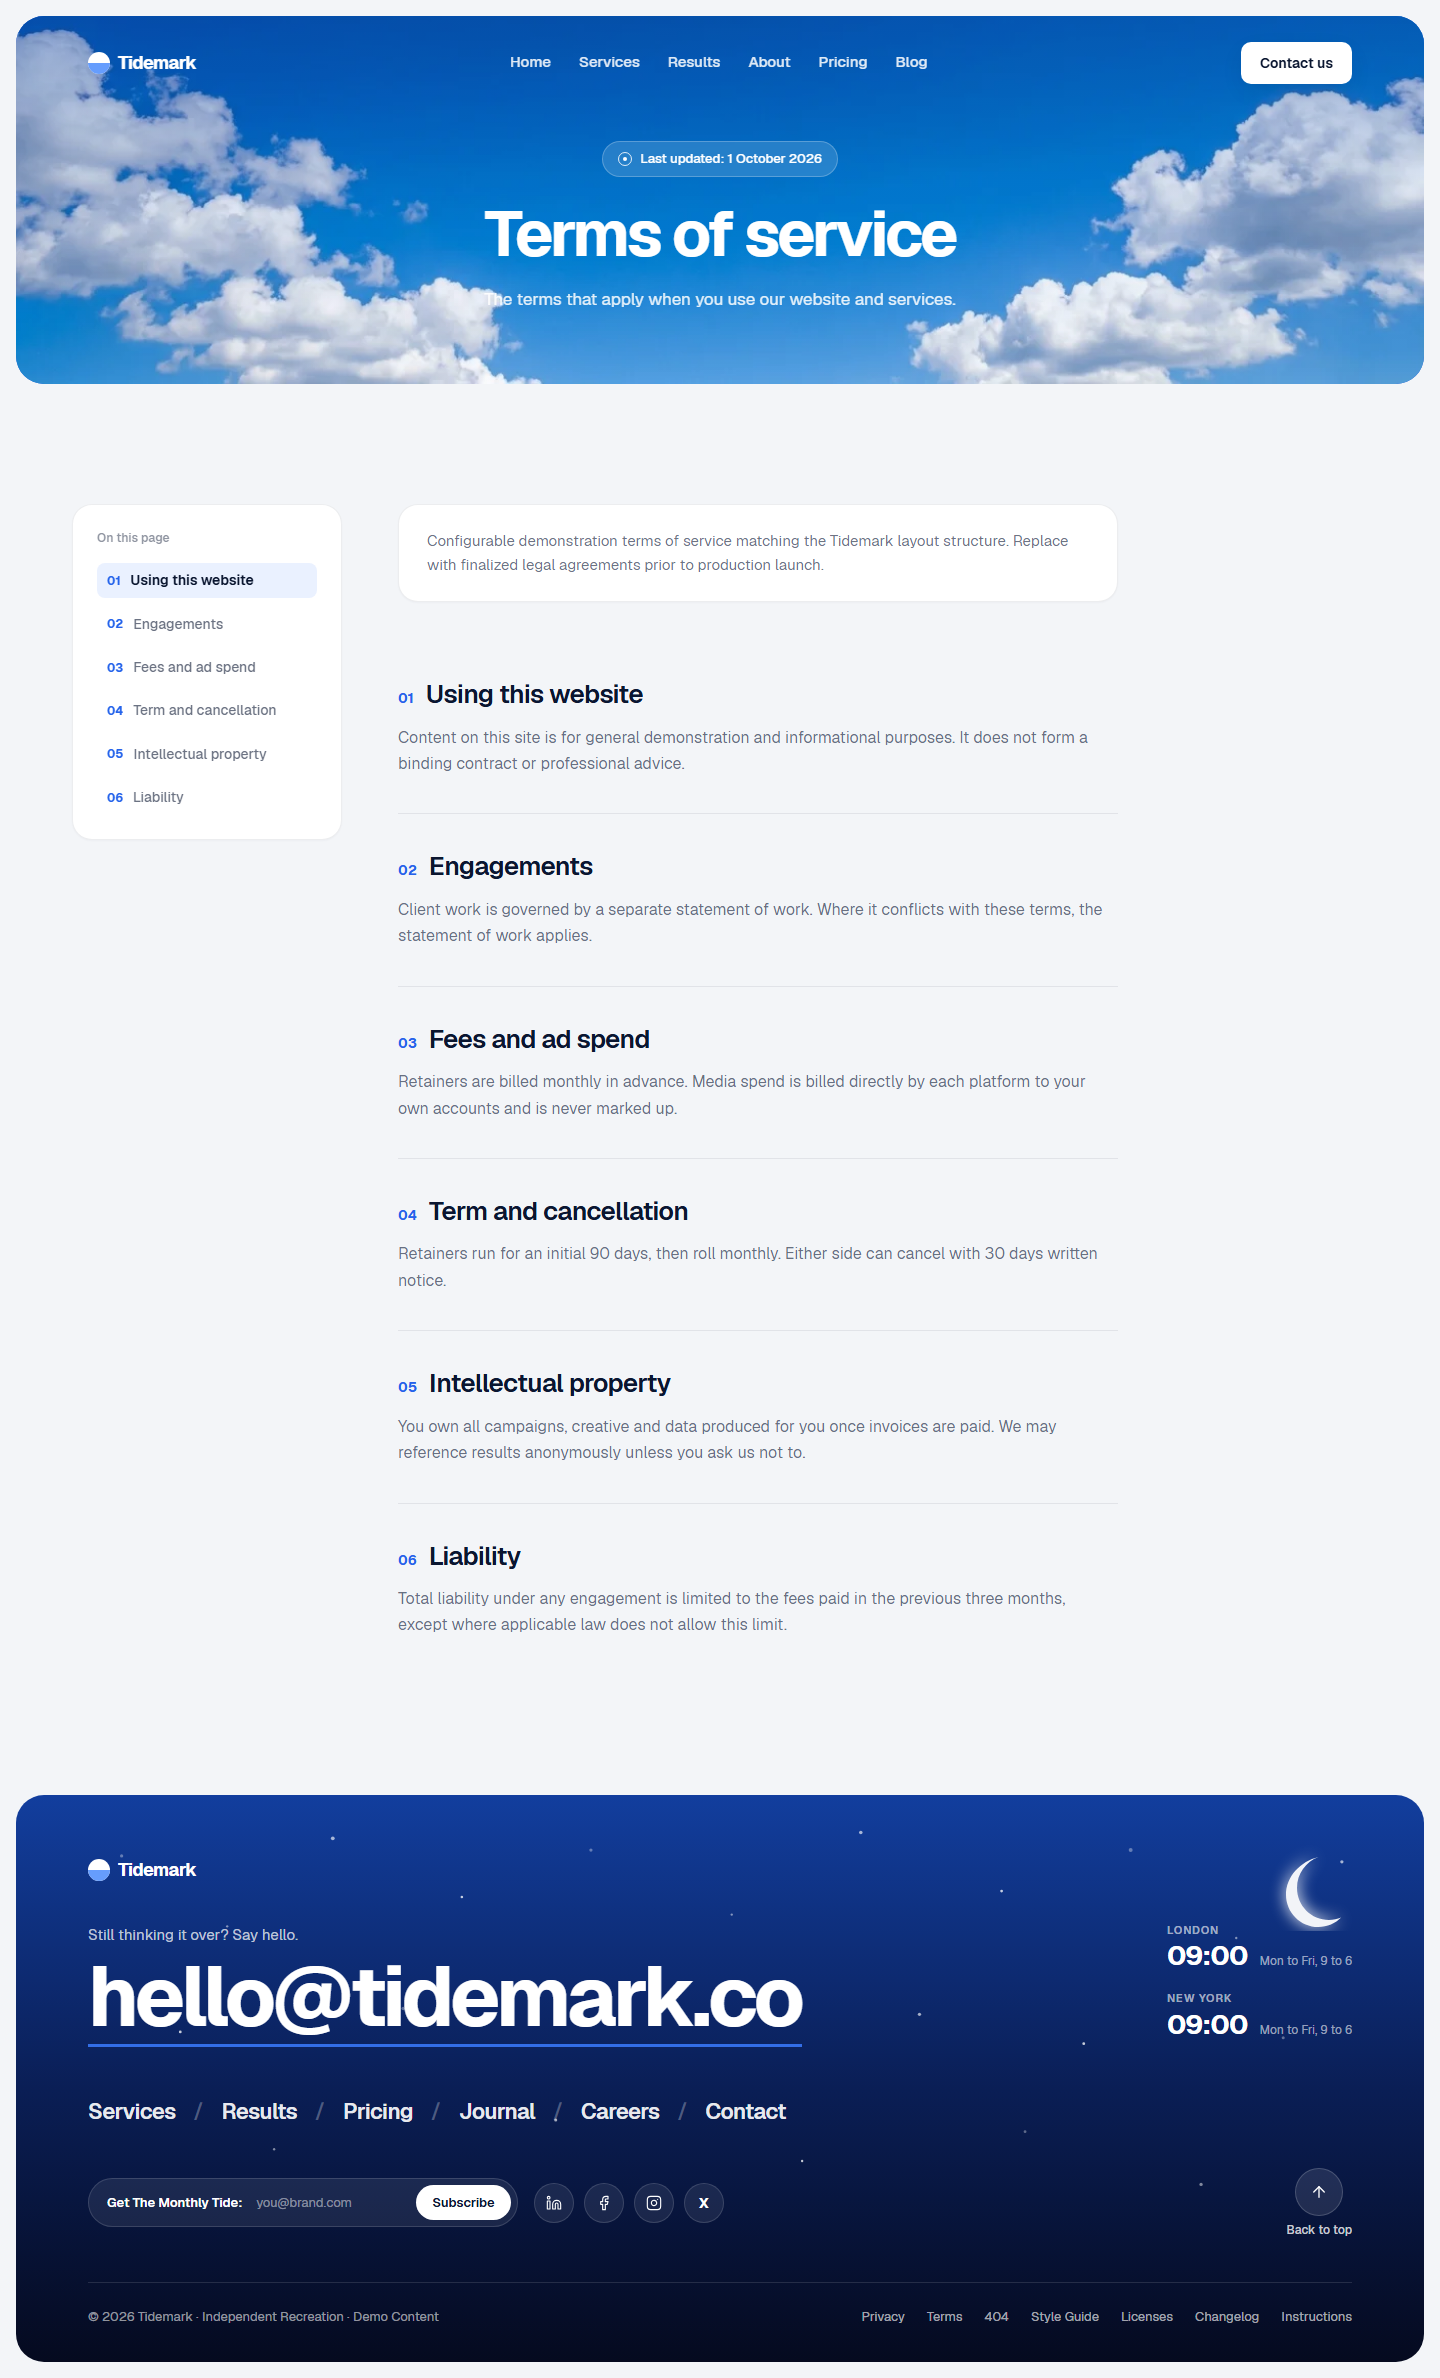 Tidemark
Home Services Results About Pricing Blog
Contact us
Last updated: 1 October 2026
Terms of service
The terms that apply when you use our website and services.
On this page
01 Using this website
02 Engagements
03 Fees and ad spend
04 Term and cancellation
05 Intellectual property
06 Liability
Configurable demonstration terms of service matching the Tidemark layout structure. Replace
with finalized legal agreements prior to production launch.
01 Using this website
Content on this site is for general demonstration and informational purposes. It does not form a
binding contract or professional advice.
02 Engagements
Client work is governed by a separate statement of work. Where it conflicts with these terms, the
statement of work applies.
03 Fees and ad spend
Retainers are billed monthly in advance. Media spend is billed directly by each platform to your
own accounts and is never marked up.
04 Term and cancellation
Retainers run for an initial 90 days, then roll monthly. Either side can cancel with 30 days written
notice.
05 Intellectual property
You own all campaigns, creative and data produced for you once invoices are paid. We may
reference results anonymously unless you ask us not to.
06 Liability
Total liability under any engagement is limited to the fees paid in the previous three months,
except where applicable law does not allow this limit.
Tidemark
Still thinking it over? Say hello.
hello@tidemark.co
LONDON
09:00 Mon to Fri, 9 to 6
NEW YORK
09:00 Mon to Fri, 9 to 6
Services / Results / Pricing / Journal / Careers / Contact
Get The Monthly Tide: you@brand.com Subscribe
in f X
Back to top
© 2026 Tidemark · Independent Recreation · Demo Content
Privacy Terms 404 Style Guide Licenses Changelog Instructions